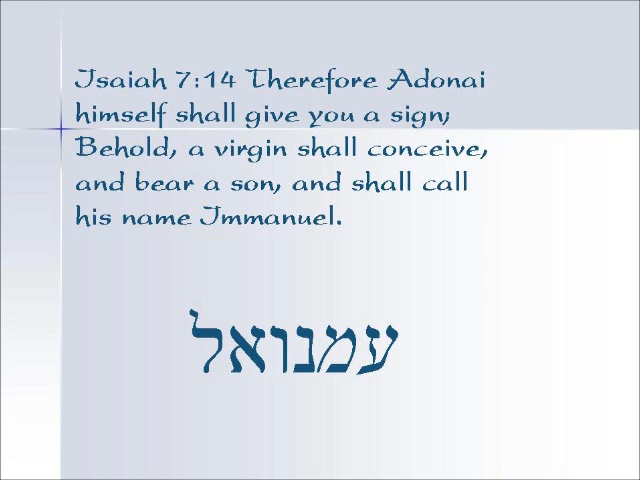 Isaiah 7:14 Therefore Adonai
himself shall give you a sign;
Behold, a virgin shall conceive,
and bear a son, and shall call
his name Immanuel.
עמנואל